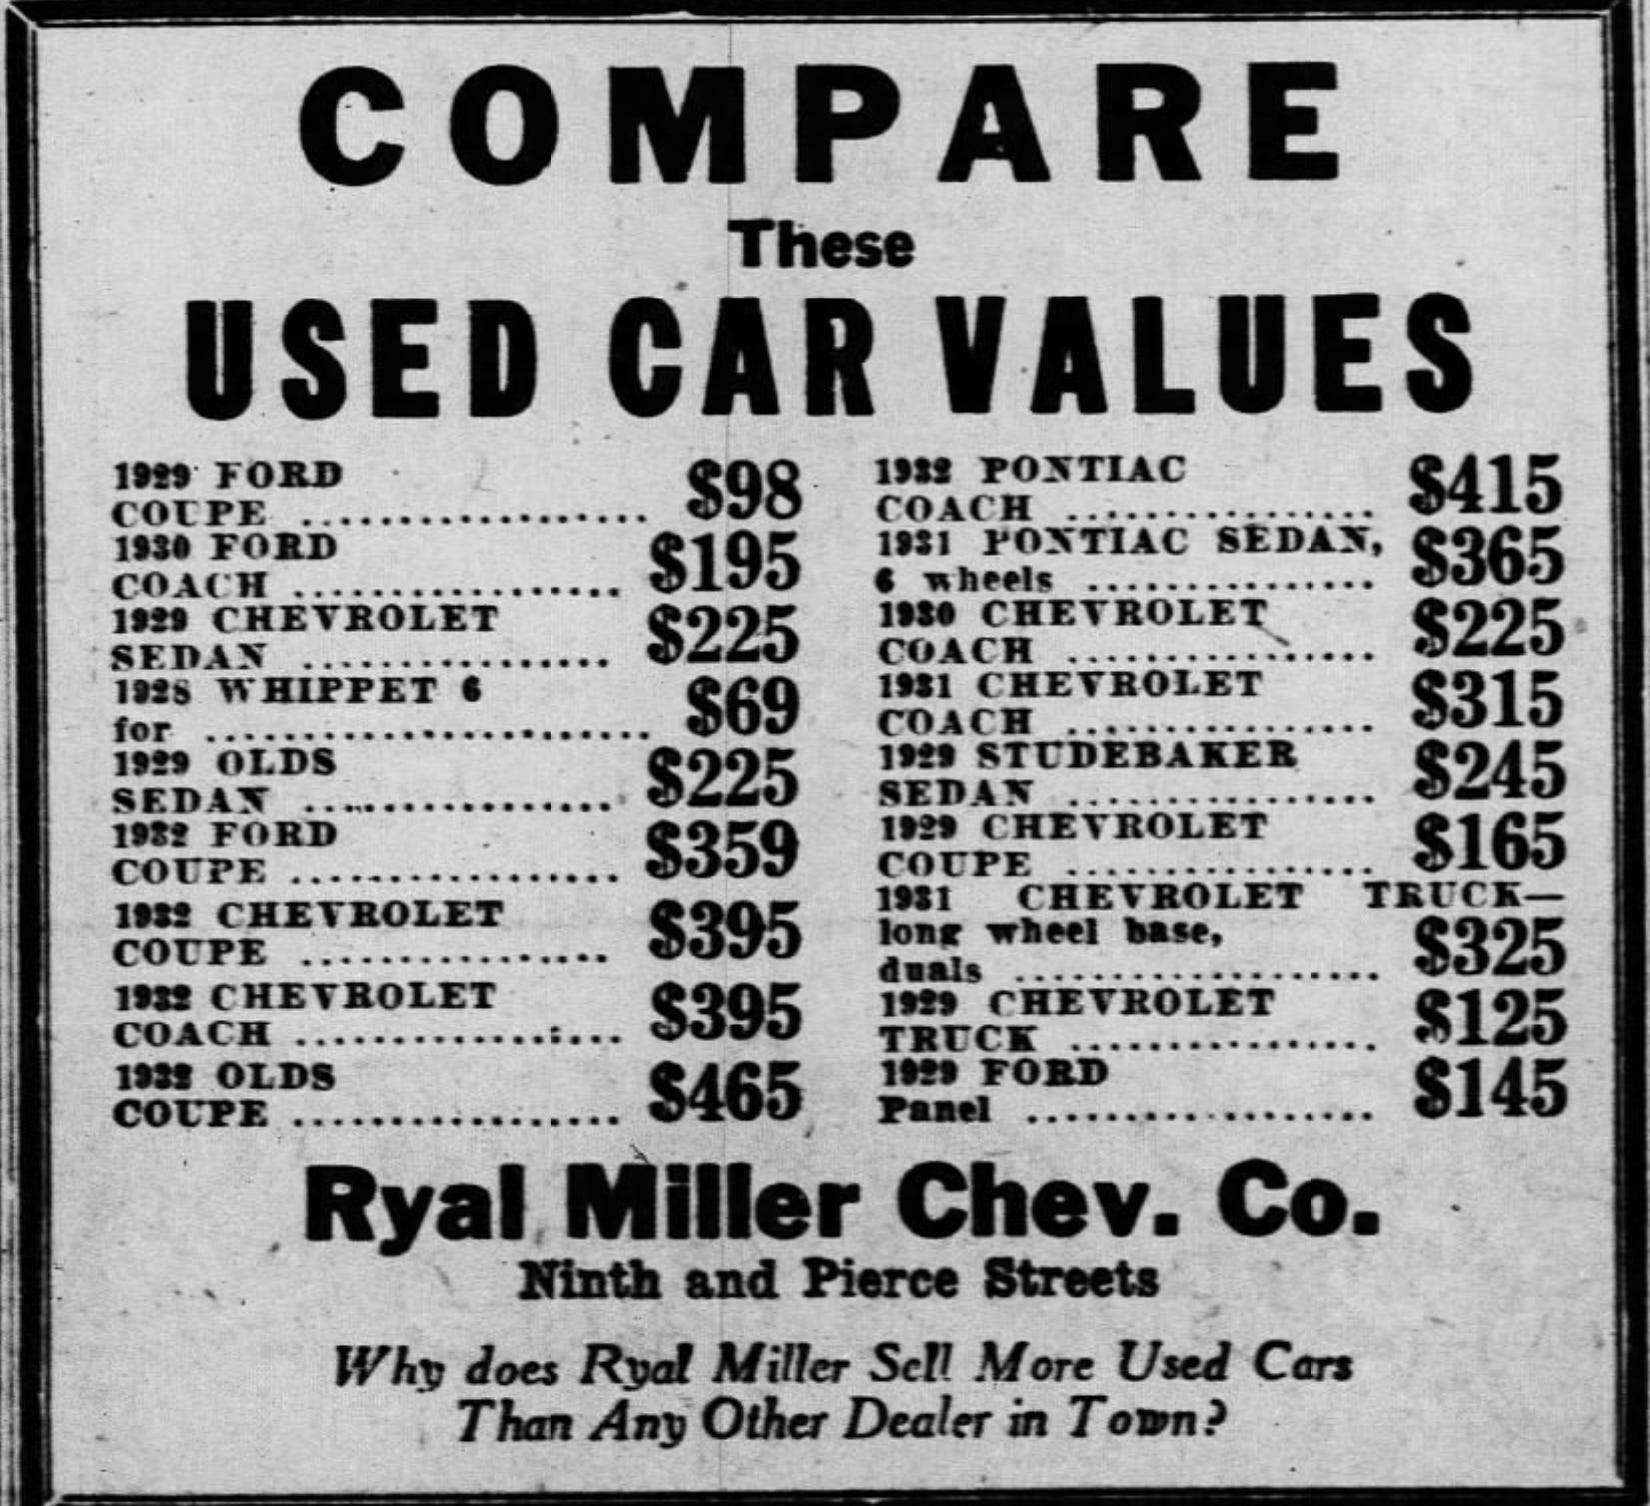 COMPARE
These
USED CAR VALUES
1929 FORD
COUPE .................. $98
1930 FORD
COACH ................. $195
1929 CHEVROLET
SEDAN ................ $225
1928 WHIPPET 6
for ....................... $69
1929 OLDS
SEDAN ................ $225
1932 FORD
COUPE ................. $359
1932 CHEVROLET
COUPE ................ $395
1932 CHEVROLET
COACH ................. $395
1932 OLDS
COUPE ................. $465
1932 PONTIAC
COACH ................ $415
1931 PONTIAC SEDAN,
6 wheels ............... $365
1930 CHEVROLET
COACH ................ $225
1931 CHEVROLET
COACH ................ $315
1929 STUDEBAKER
SEDAN ................ $245
1929 CHEVROLET
COUPE ................ $165
1931 CHEVROLET TRUCK—
long wheel base,
duals ................... $325
1929 CHEVROLET
TRUCK ................ $125
1929 FORD
Panel .................. $145
Ryal Miller Chev. Co.
Ninth and Pierce Streets
Why does Ryal Miller Sell More Used Cars
Than Any Other Dealer in Town?